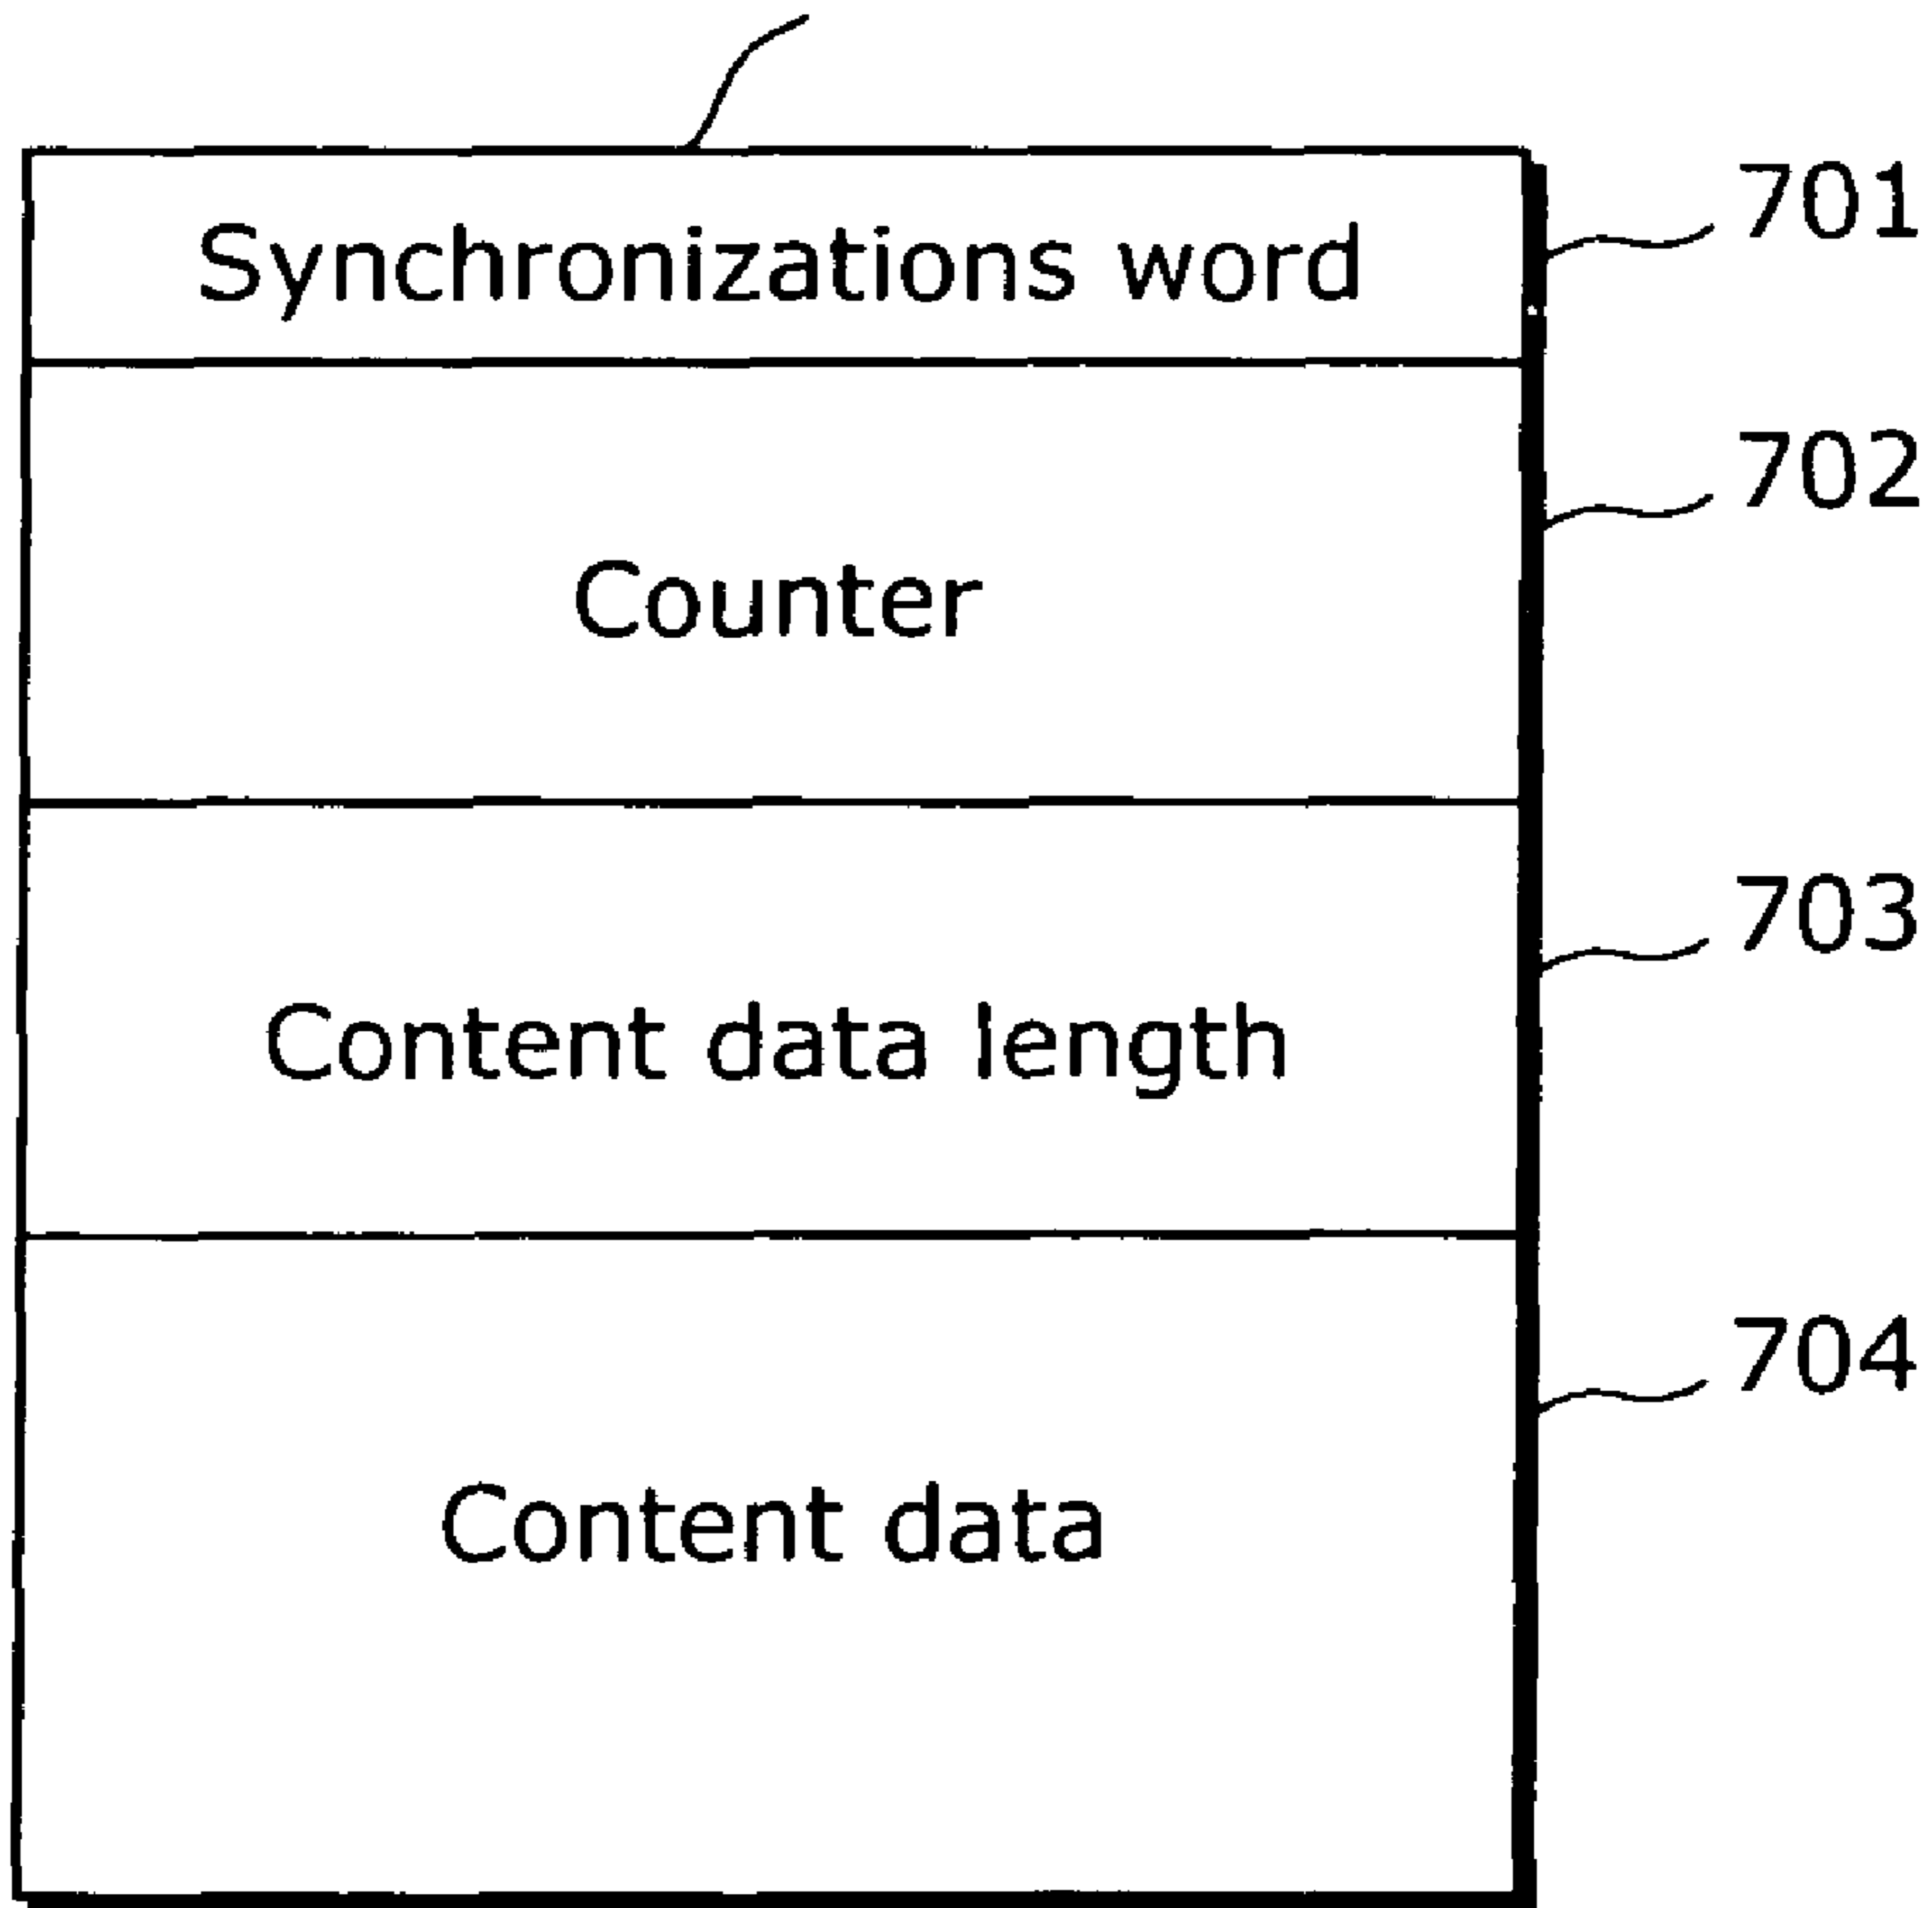 Synchronizations word 701
Counter 702
Content data length 703
Content data 704